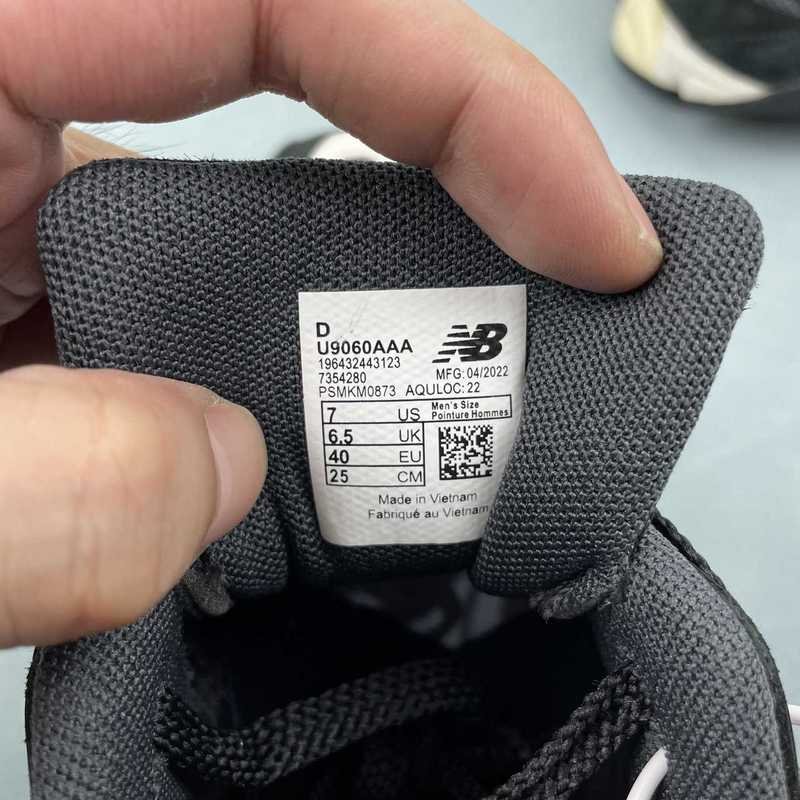 D
U9060AAA
NB
196432443123
7354280 MFG: 04/2022
PSMKM0873 AQULOC: 22
7 US Men's Size
Pointure Hommes
6.5 UK
40 EU
25 CM
Made in Vietnam
Fabriqué au Vietnam